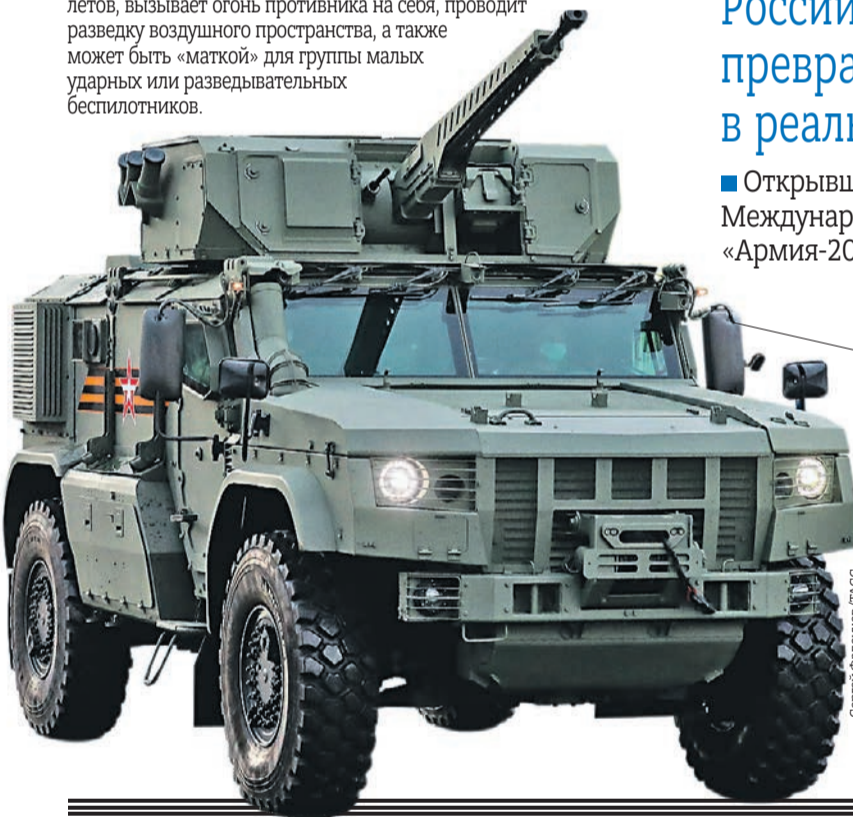 летов, вызывает огонь противника на себя, проводит
разведку воздушного пространства, а также
может быть «маткой» для группы малых
ударных или разведывательных
беспилотников.
Росси
превра
в реаль
Открывш
Междунар
«Армия-20